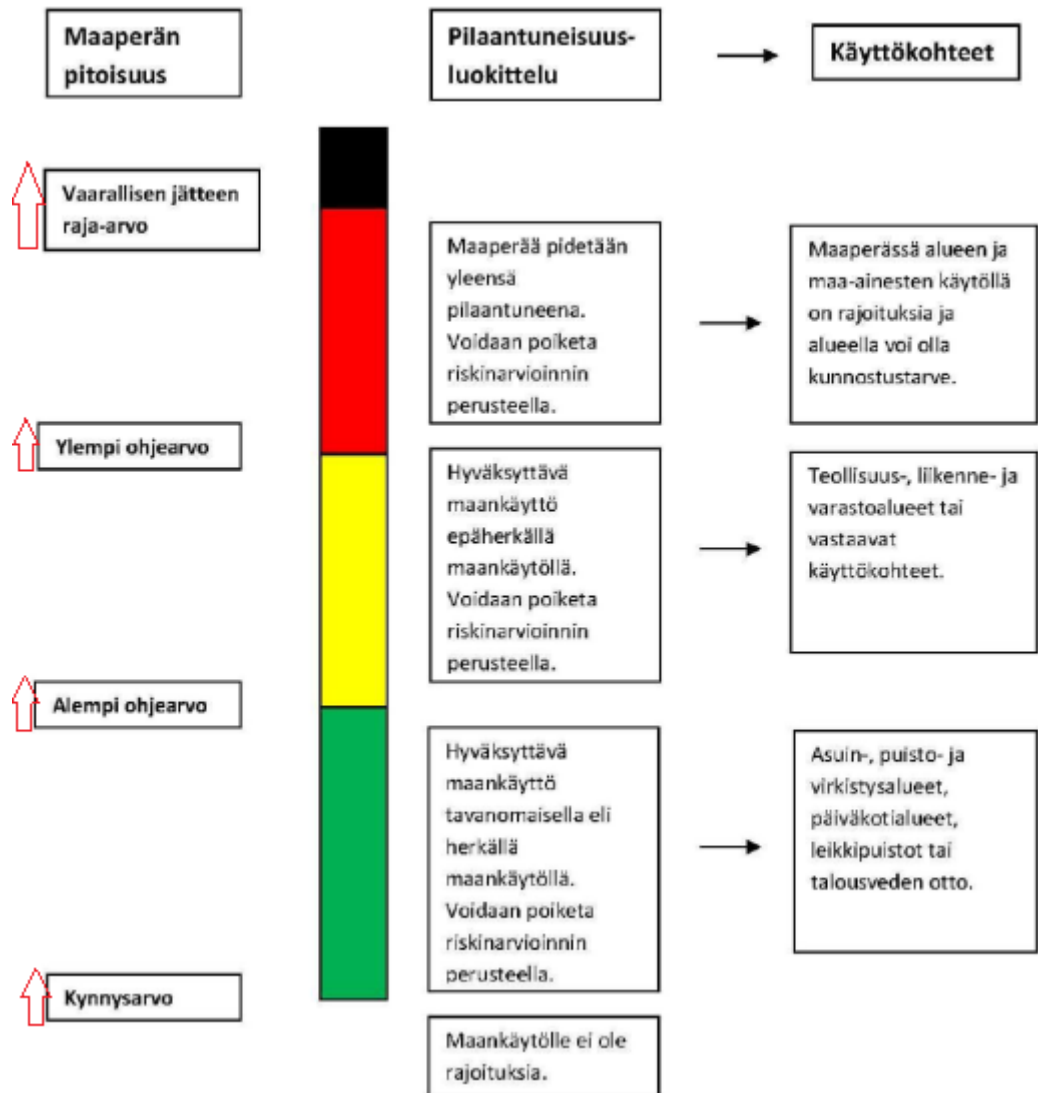 Maaperän
pitoisuus
Pilaantuneisuus-
luokittelu
Käyttökohteet
Vaarallisen jätteen
raja-arvo
Maaperää pidetään
yleensä
pilaantuneena.
Voidaan poiketa
riskinarvioinnin
perusteella.
Maaperässä alueen ja
maa-ainesten käytöllä
on rajoituksia ja
alueella voi olla
kunnostustarve.
Ylempi ohjearvo
Hyväksyttävä
maankäyttö
epäherkällä
maankäytöllä.
Voidaan poiketa
riskinarvioinnin
perusteella.
Teollisuus-, liikenne- ja
varastoalueet tai
vastaavat
käyttökohteet.
Alempi ohjearvo
Hyväksyttävä
maankäyttö
tavanomaisella eli
herkällä
maankäytöllä.
Voidaan poiketa
riskinarvioinnin
perusteella.
Asuin-, puisto- ja
virkistysalueet,
päiväkotialueet,
leikkipuistot tai
talousveden otto.
Kynnysarvo
Maankäytölle ei ole
rajoituksia.